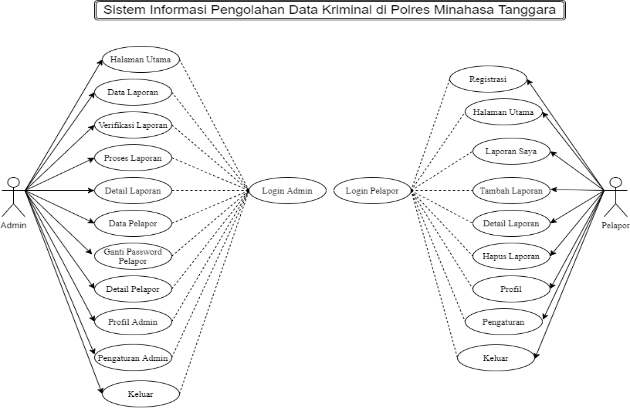 Sistem Informasi Pengolahan Data Kriminal di Polres Minahasa Tanggara
Halaman Utama
Data Laporan
Verifikasi Laporan
Proses Laporan
Detail Laporan
Data Pelapor
Ganti Password
Pelapor
Detail Pelapor
Profil Admin
Pengaturan Admin
Keluar
Admin
Login Admin
Login Pelapor
Registrasi
Halaman Utama
Laporan Saya
Tambah Laporan
Detail Laporan
Hapus Laporan
Profil
Pengaturan
Keluar
Pelapor